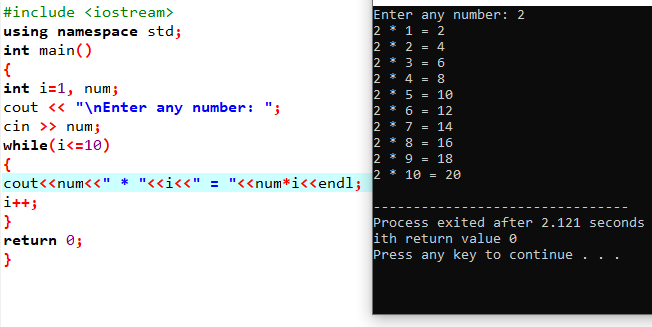 #include <iostream>
using namespace std;
int main()
{
int i=1, num;
cout << "\nEnter any number: ";
cin >> num;
while(i<=10)
{
cout<<num<<" * "<<i<<" = "<<num*i<<endl;
i++;
}
return 0;
}
Enter any number: 2
2 * 1 = 2
2 * 2 = 4
2 * 3 = 6
2 * 4 = 8
2 * 5 = 10
2 * 6 = 12
2 * 7 = 14
2 * 8 = 16
2 * 9 = 18
2 * 10 = 20
--------------------------------
Process exited after 2.121 seconds
ith return value 0
Press any key to continue . . .